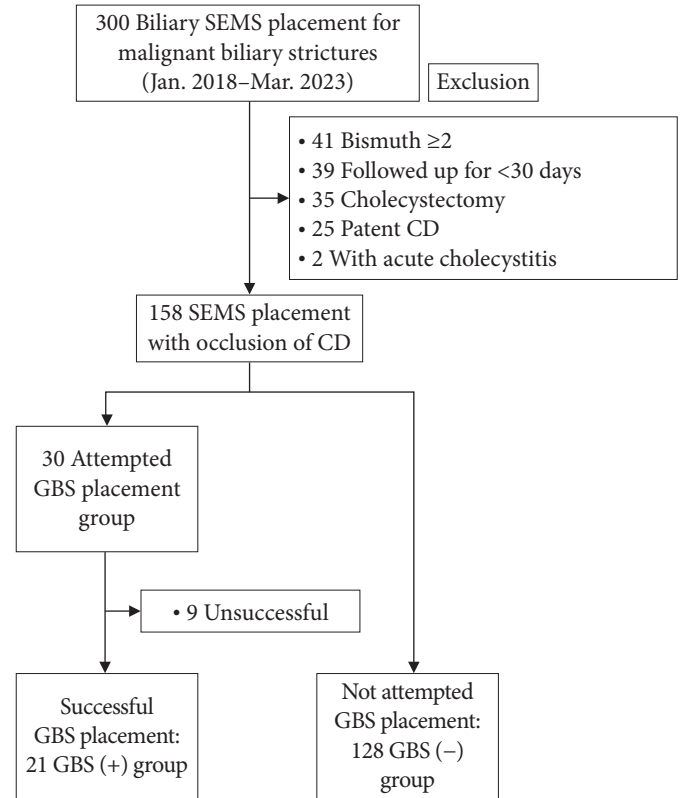 300 Biliary SEMS placement for
malignant biliary strictures
(Jan. 2018–Mar. 2023)
Exclusion
• 41 Bismuth ≥2
• 39 Followed up for <30 days
• 35 Cholecystectomy
• 25 Patent CD
• 2 With acute cholecystitis
158 SEMS placement
with occlusion of CD
30 Attempted
GBS placement
group
• 9 Unsuccessful
Successful
GBS placement:
21 GBS (+) group
Not attempted
GBS placement:
128 GBS (−)
group